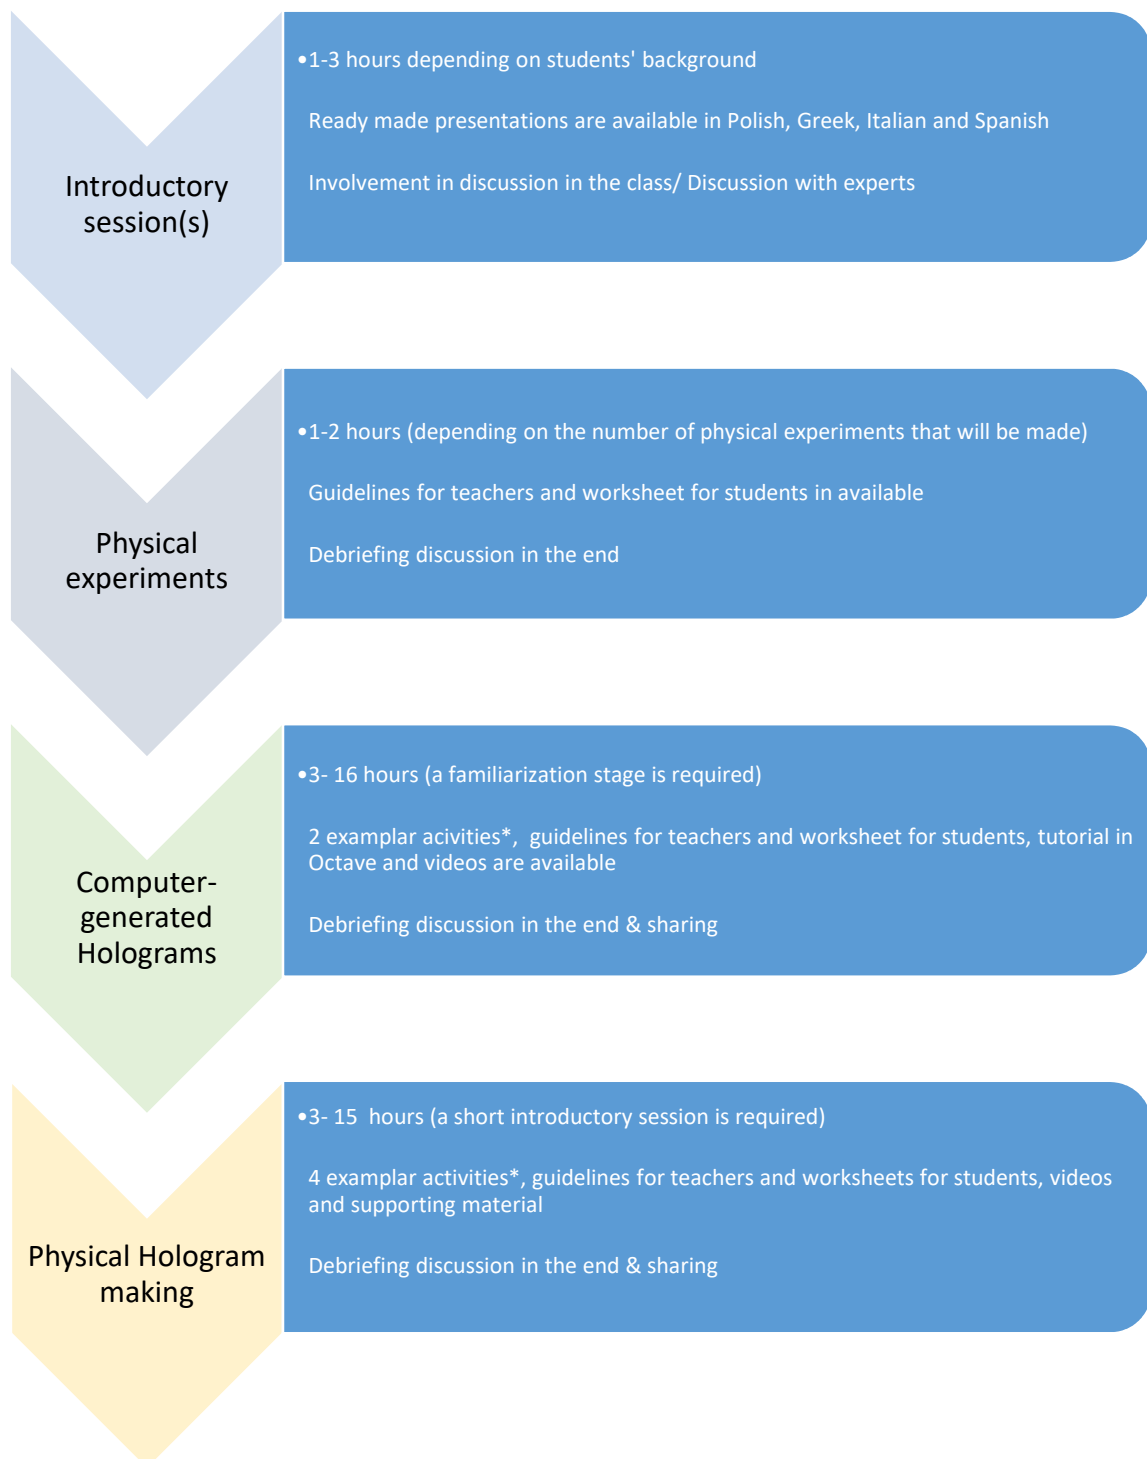 Introductory
session(s)
•1-3 hours depending on students' background
Ready made presentations are available in Polish, Greek, Italian and Spanish
Involvement in discussion in the class/ Discussion with experts
Physical
experiments
•1-2 hours (depending on the number of physical experiments that will be made)
Guidelines for teachers and worksheet for students in available
Debriefing discussion in the end
Computer-
generated
Holograms
•3- 16 hours (a familiarization stage is required)
2 examplar acivities*,  guidelines for teachers and worksheet for students, tutorial in
Octave and videos are available
Debriefing discussion in the end & sharing
Physical Hologram
making
•3- 15  hours (a short introductory session is required)
4 examplar activities*, guidelines for teachers and worksheets for students, videos
and supporting material
Debriefing discussion in the end & sharing